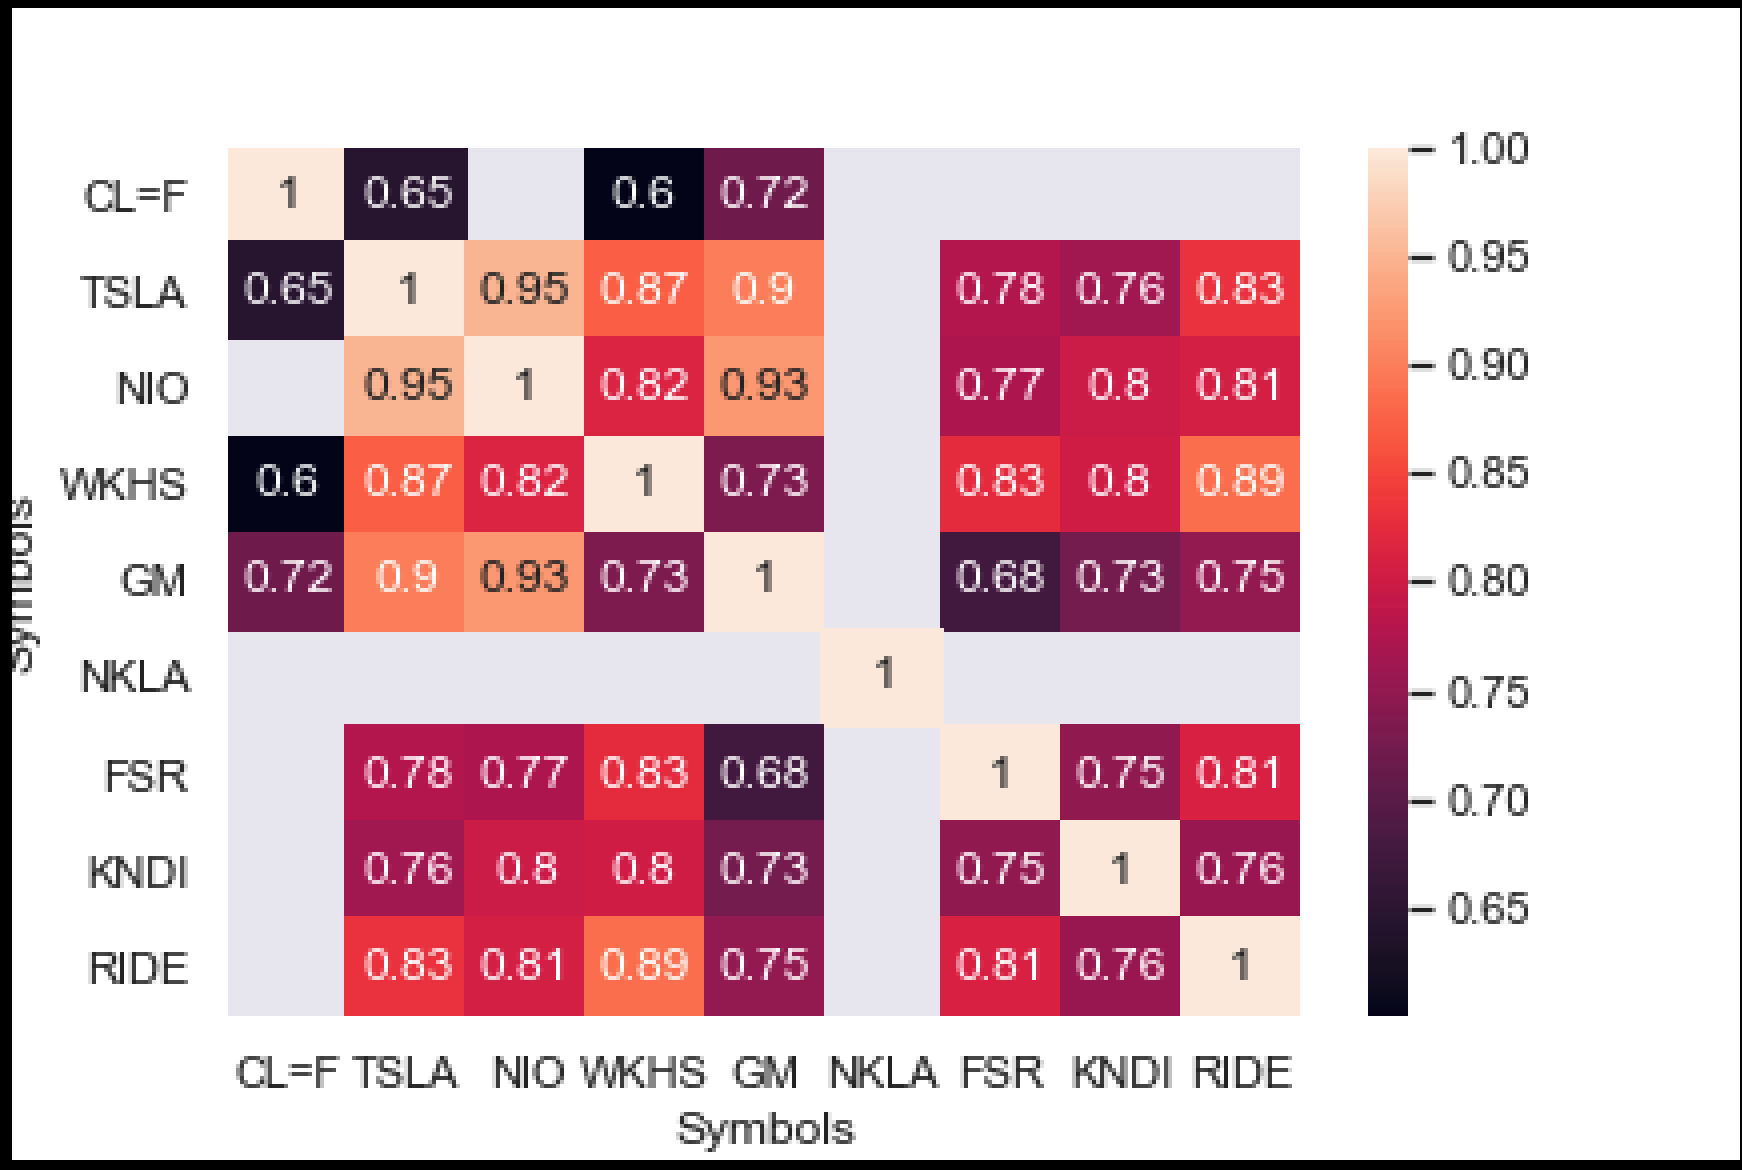 1.00
CL=F 1 0.65 0.6 0.72
0.95
TSLA 0.65 1 0.95 0.87 0.9 0.78 0.76 0.83
0.90
NIO 0.95 1 0.82 0.93 0.77 0.8 0.81
0.85
WKHS 0.6 0.87 0.82 1 0.73 0.83 0.8 0.89
Symbols
GM 0.72 0.9 0.93 0.73 1 0.68 0.73 0.75
0.80
NKLA 1
0.75
FSR 0.78 0.77 0.83 0.68 1 0.75 0.81
0.70
KNDI 0.76 0.8 0.8 0.73 0.75 1 0.76
0.65
RIDE 0.83 0.81 0.89 0.75 0.81 0.76 1
CL=F TSLA NIO WKHS GM NKLA FSR KNDI RIDE
Symbols